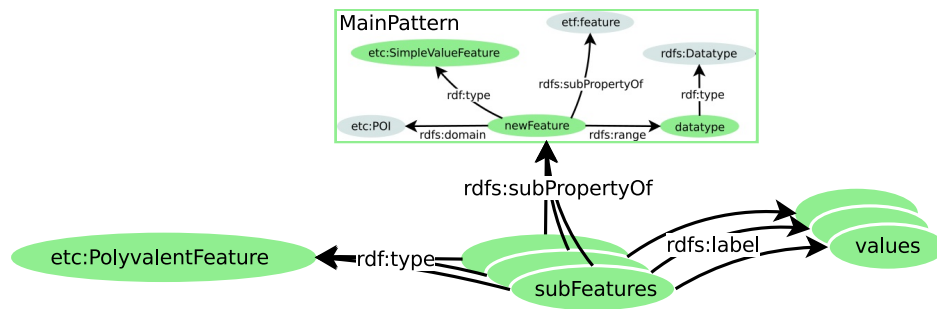 MainPattern
etf:feature
etc:SimpleValueFeature
rdfs:Datatype
rdfs:subPropertyOf
rdf:type
rdf:type
etc:POI
rdfs:domain
newFeature
rdfs:range
datatype
rdfs:subPropertyOf
etc:PolyvalentFeature
rdf:type
rdfs:label
values
subFeatures